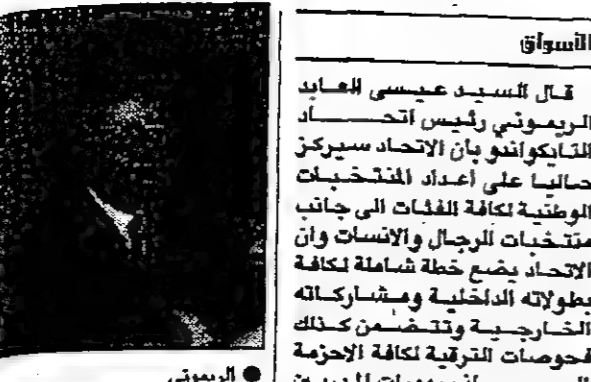 الأسواق
قال السيد عيسى العابد
الريموني رئيس اتحاد
التايكواندو بان الاتحاد سيركز
حاليا على اعداد المنتخبات
الوطنية لكافة الفئات الى جانب
منتخبات الرجال والانسات وان
الاتحاد يضع خطة شاملة لكافة
بطولاته الداخلية ومشاركاته
الخارجية وتتضمن كذلك
فحوصات الترقية لكافة الاحزمة
● الريموني